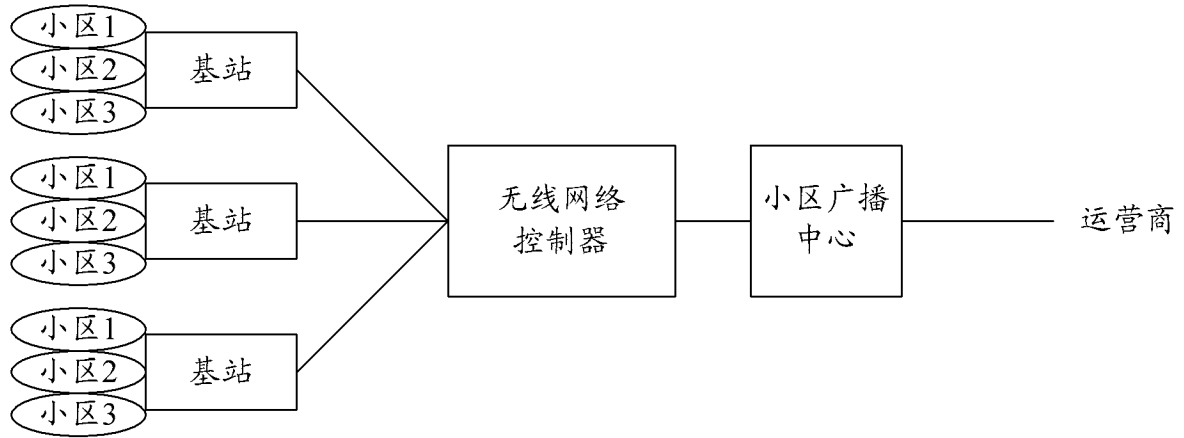 小区1
小区2
小区3
基站
小区1
小区2
小区3
基站
小区1
小区2
小区3
基站
无线网络
控制器
小区广播
中心
运营商